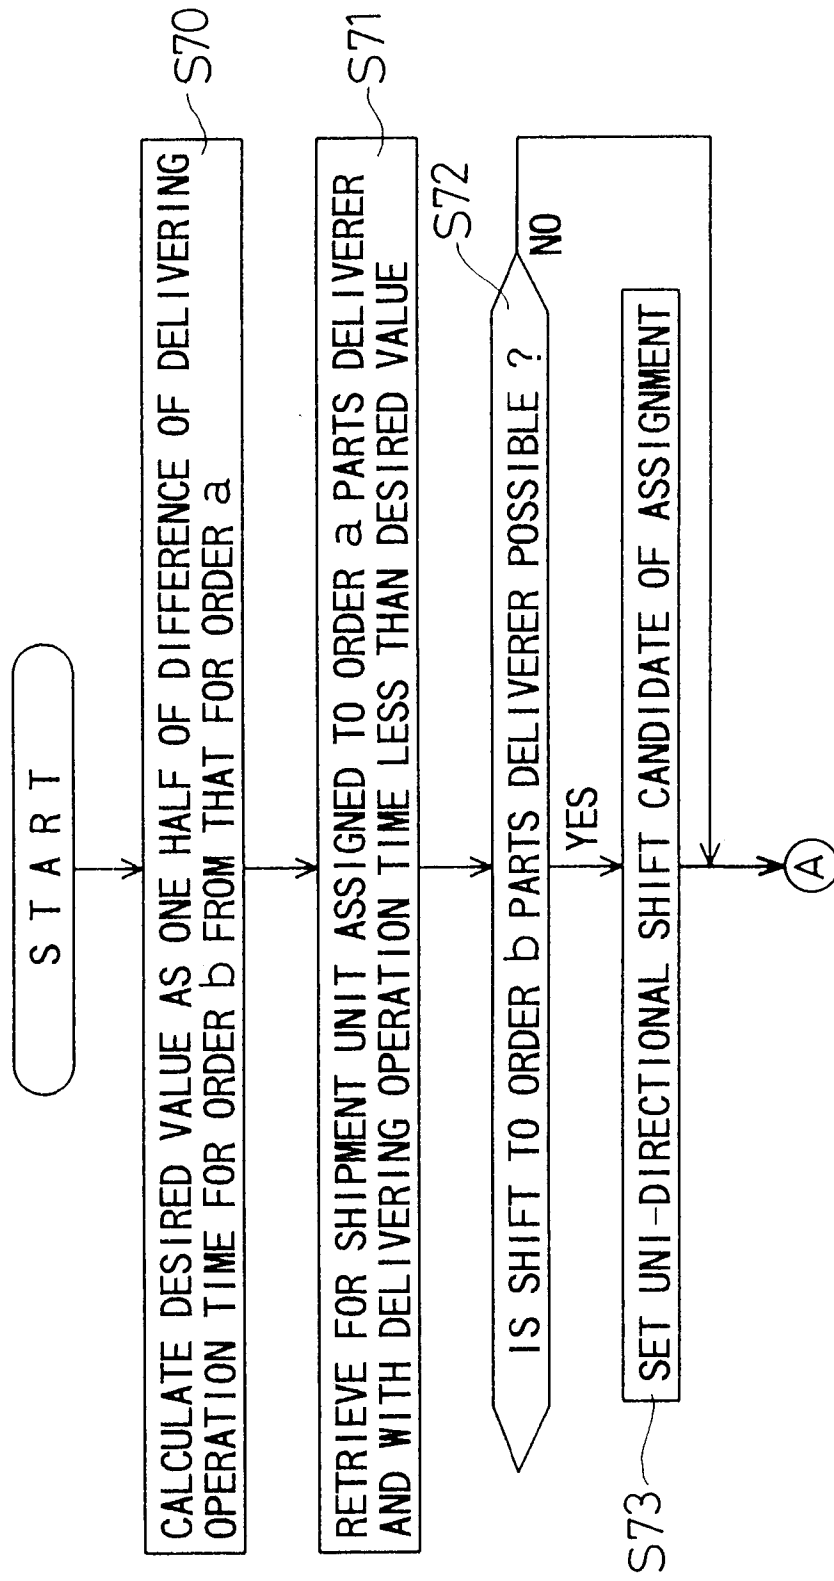 START
CALCULATE DESIRED VALUE AS ONE HALF OF DIFFERENCE OF DELIVERING
OPERATION TIME FOR ORDER b FROM THAT FOR ORDER a
S70
RETRIEVE FOR SHIPMENT UNIT ASSIGNED TO ORDER a PARTS DELIVERER
AND WITH DELIVERING OPERATION TIME LESS THAN DESIRED VALUE
S71
IS SHIFT TO ORDER b PARTS DELIVERER POSSIBLE ?
S72
NO
YES
SET UNI-DIRECTIONAL SHIFT CANDIDATE OF ASSIGNMENT
S73
A